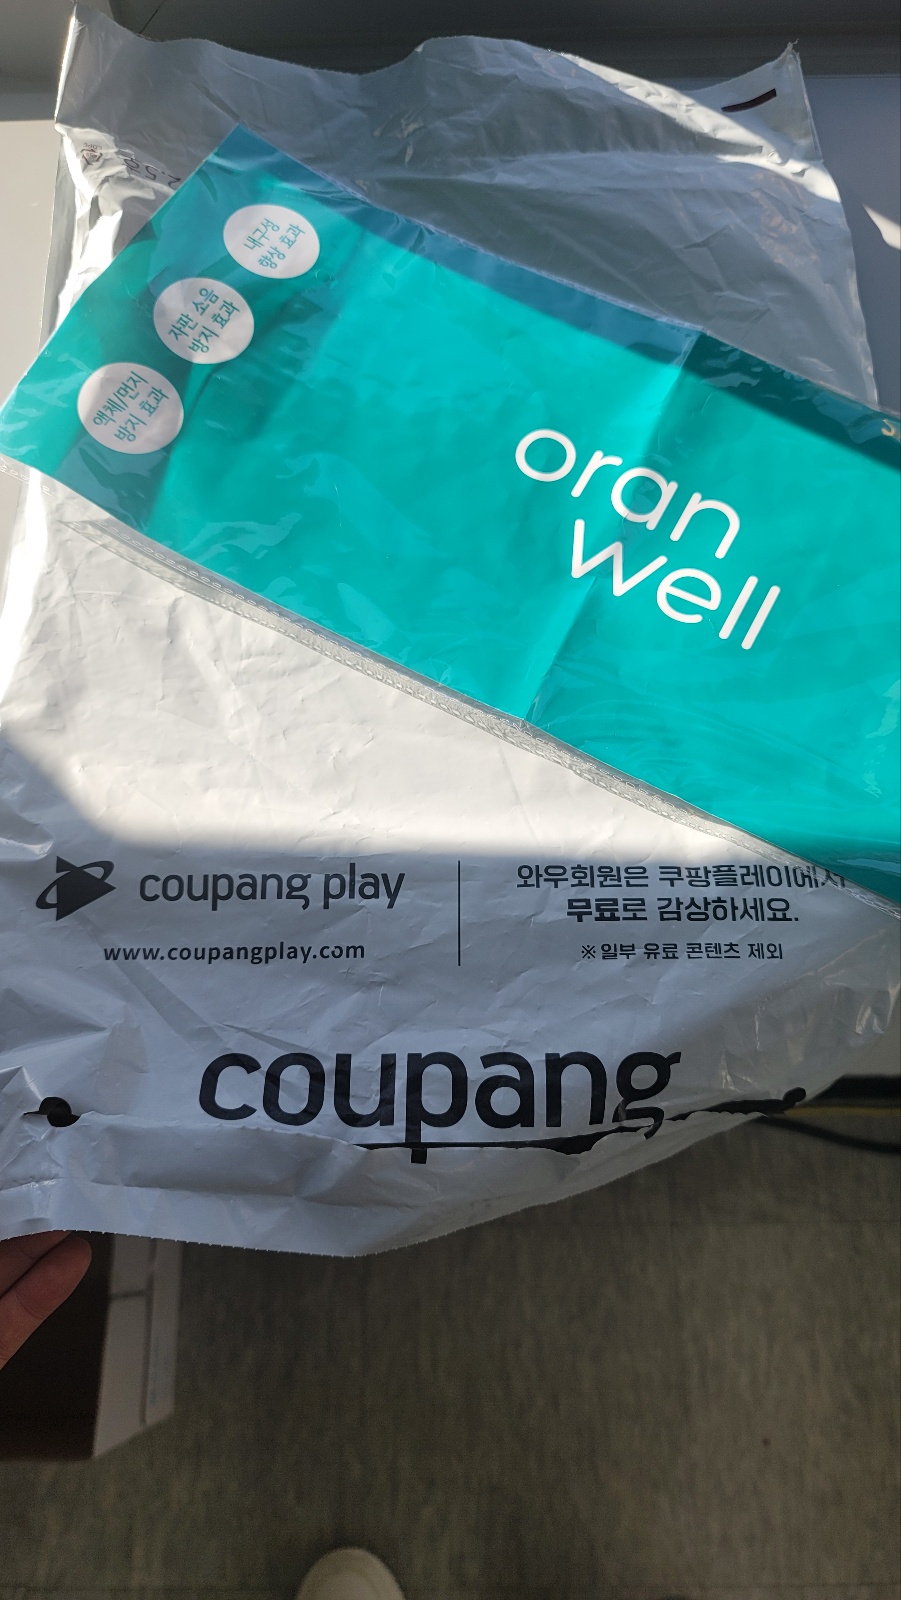 내구성
향상 효과
자판 소음
방지 효과
액체/먼지
방지 효과
oran
well
coupang play
www.coupangplay.com
와우회원은 쿠팡플레이에서
무료로 감상하세요.
※일부 유료 콘텐츠 제외
coupang